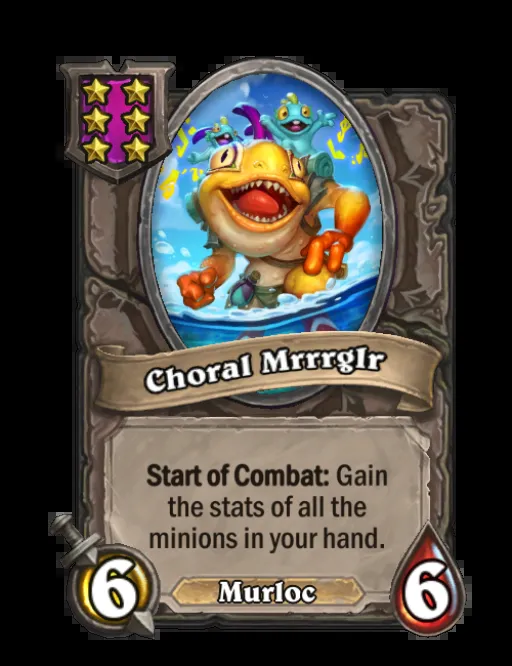 Choral Mrrrglr
Start of Combat: Gain
the stats of all the
minions in your hand.
6
Murloc
6